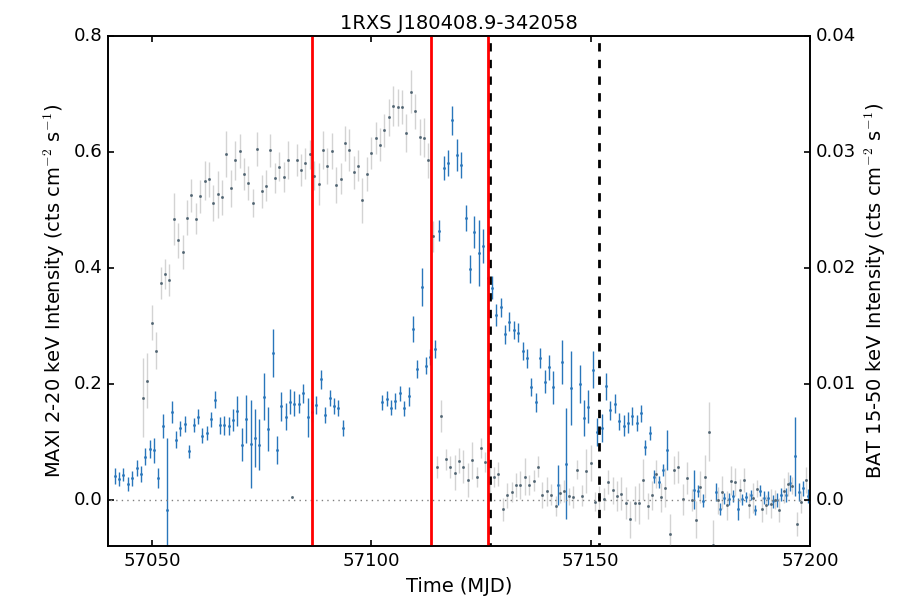 1RXS J180408.9-342058
0.8
0.6
0.4
0.2
0.0
MAXI 2-20 keV Intensity (cts cm⁻² s⁻¹)
0.04
0.03
0.02
0.01
0.00
BAT 15-50 keV Intensity (cts cm⁻² s⁻¹)
57050 57100 57150 57200
Time (MJD)